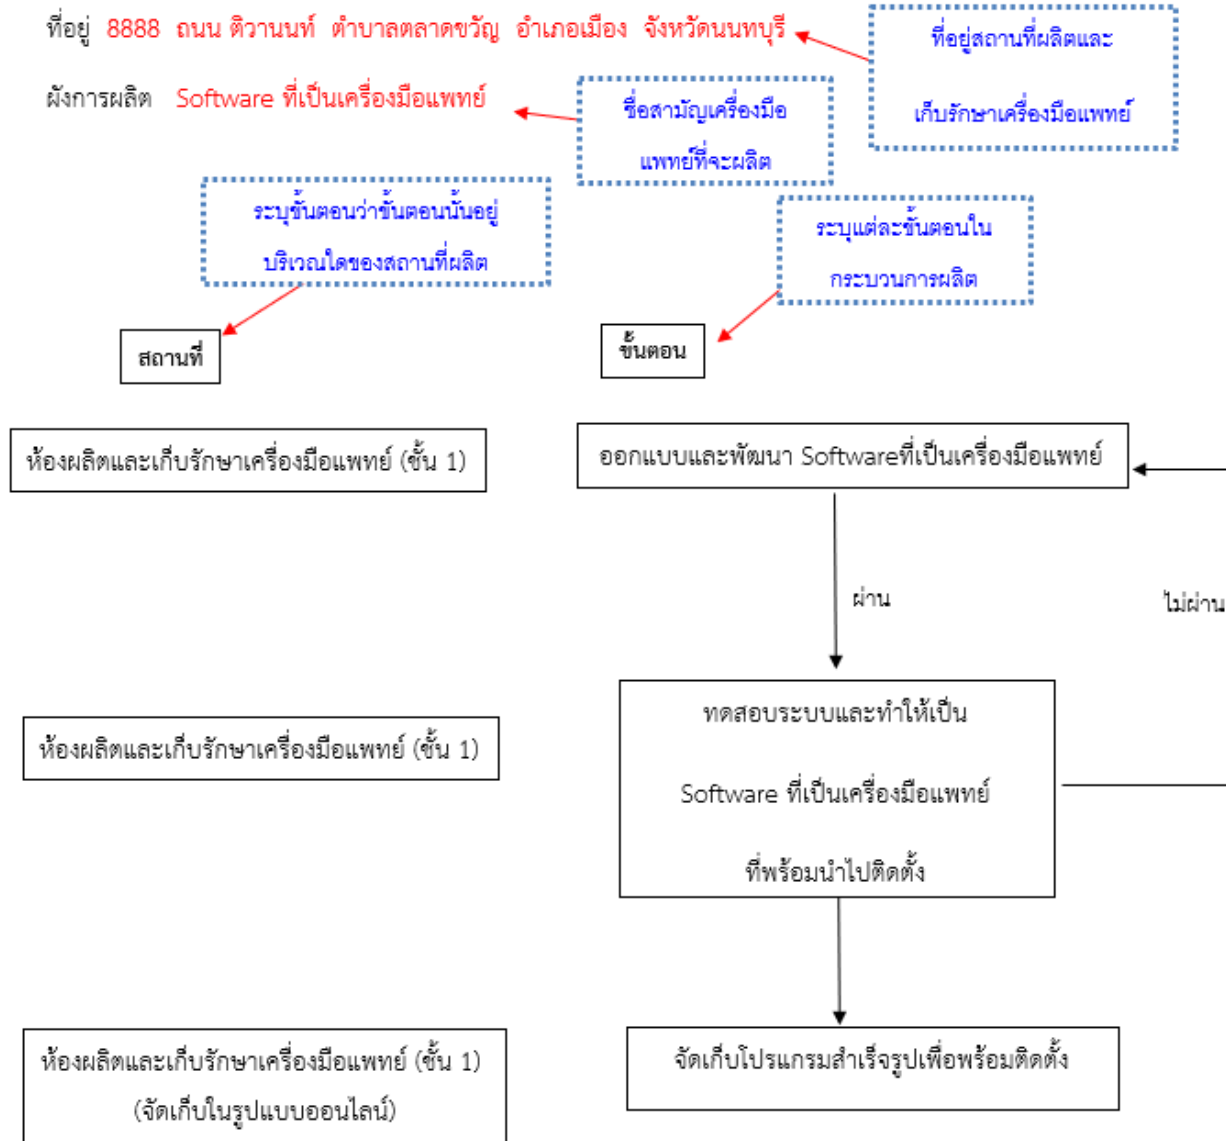 ที่อยู่ 8888 ถนน ติวานนท์ ตำบาลตลาดขวัญ อำเภอเมือง จังหวัดนนทบุรี
ที่อยู่สถานที่ผลิตและ
เก็บรักษาเครื่องมือแพทย์
ผังการผลิต Software ที่เป็นเครื่องมือแพทย์
ชื่อสามัญเครื่องมือ
แพทย์ที่จะผลิต
ระบุขั้นตอนว่าขั้นตอนนั้นอยู่
บริเวณใดของสถานที่ผลิต
ระบุแต่ละขั้นตอนใน
กระบวนการผลิต
สถานที่
ขั้นตอน
ห้องผลิตและเก็บรักษาเครื่องมือแพทย์ (ชั้น 1)
ออกแบบและพัฒนา Softwareที่เป็นเครื่องมือแพทย์
ผ่าน
ไม่ผ่าน
ห้องผลิตและเก็บรักษาเครื่องมือแพทย์ (ชั้น 1)
ทดสอบระบบและทำให้เป็น
Software ที่เป็นเครื่องมือแพทย์
ที่พร้อมนำไปติดตั้ง
ห้องผลิตและเก็บรักษาเครื่องมือแพทย์ (ชั้น 1)
(จัดเก็บในรูปแบบออนไลน์)
จัดเก็บโปรแกรมสำเร็จรูปเพื่อพร้อมติดตั้ง